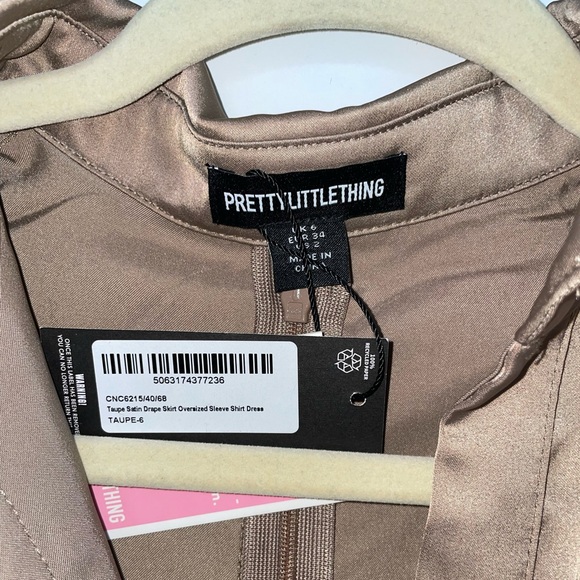 PRETTYLITTLETHING
UK 6
EUR 34
US 2
MADE IN
CHINA
5063174377236
CNC6215/40/68
Taupe Satin Drape Skirt Oversized Sleeve Shirt Dress
TAUPE-6
100%
RECYCLED PAPER
WARNING!
ONCE THIS LABEL HAS BEEN REMOVED
YOU CAN NO LONGER RETURN
THING